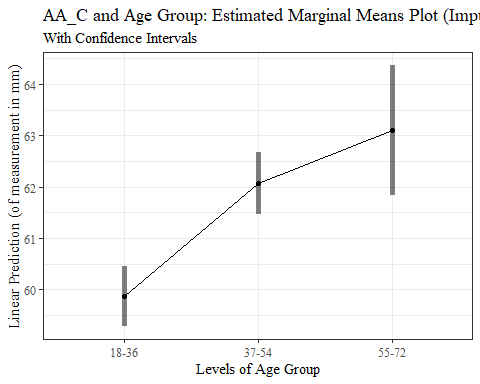 AA_C and Age Group: Estimated Marginal Means Plot
With Confidence Intervals
Linear Prediction (of measurement in mm)
64
63
62
61
60
18-36
37-54
55-72
Levels of Age Group